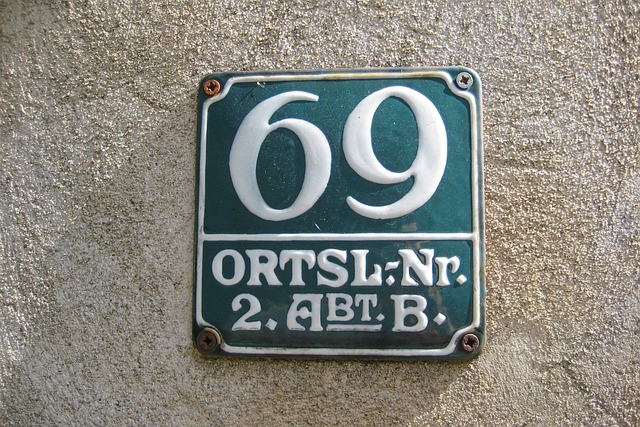 69
ORTSL.-Nr.
2. ABT. B.